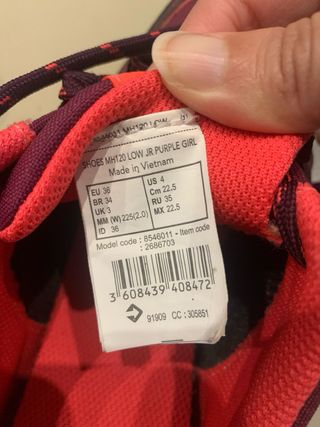 MH120 LOW
SHOES MH120 LOW JR PURPLE GIRL
Made in Vietnam
EU 36 US 4
BR 34 Cm 22.5
UK 3 RU 35
MM (W) 225(2.0) MX 22.5
ID 36
Model code : 8546011 - Item code
: 2686703
3 608439 408472
91909 CC : 305851